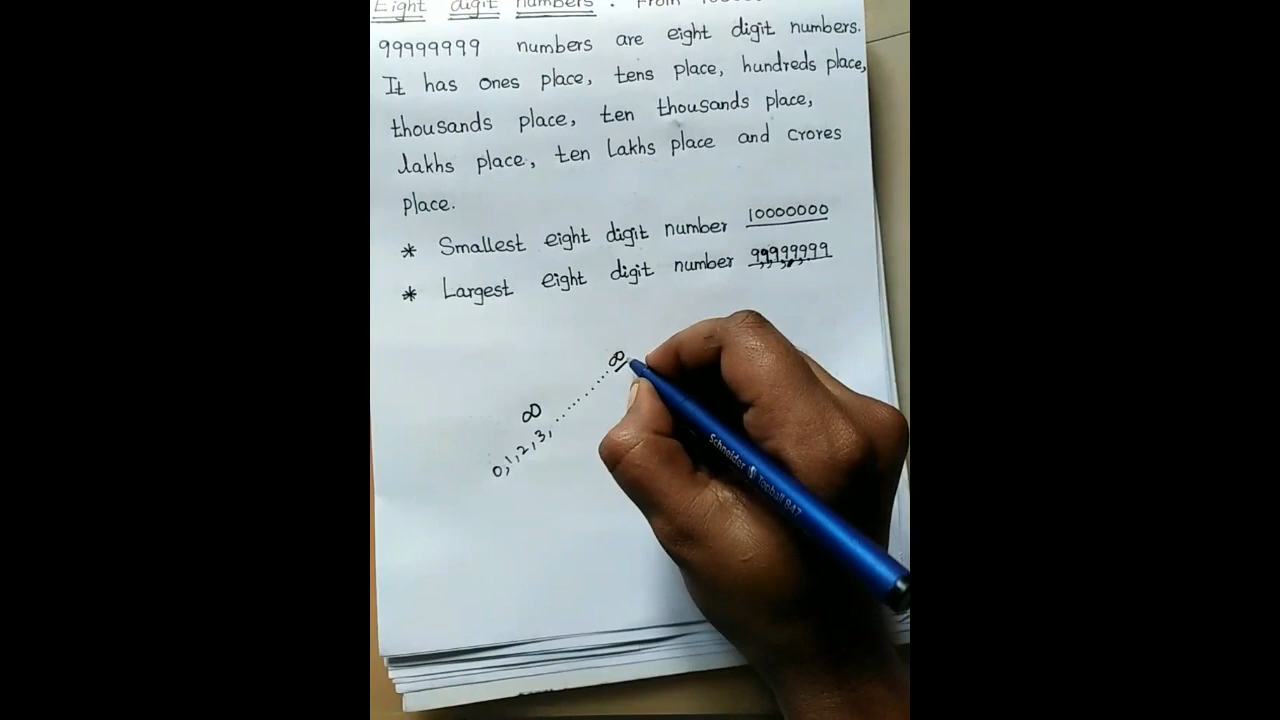 Eight digit numbers : From
99999999 numbers are eight digit numbers.
It has ones place, tens place, hundreds place,
thousands place, ten thousands place,
lakhs place, ten lakhs place and crores
place.
* Smallest eight digit number 10000000
* Largest eight digit number 99999999
∞
∞
0,1,2,3,..........
Schneider Topball 847